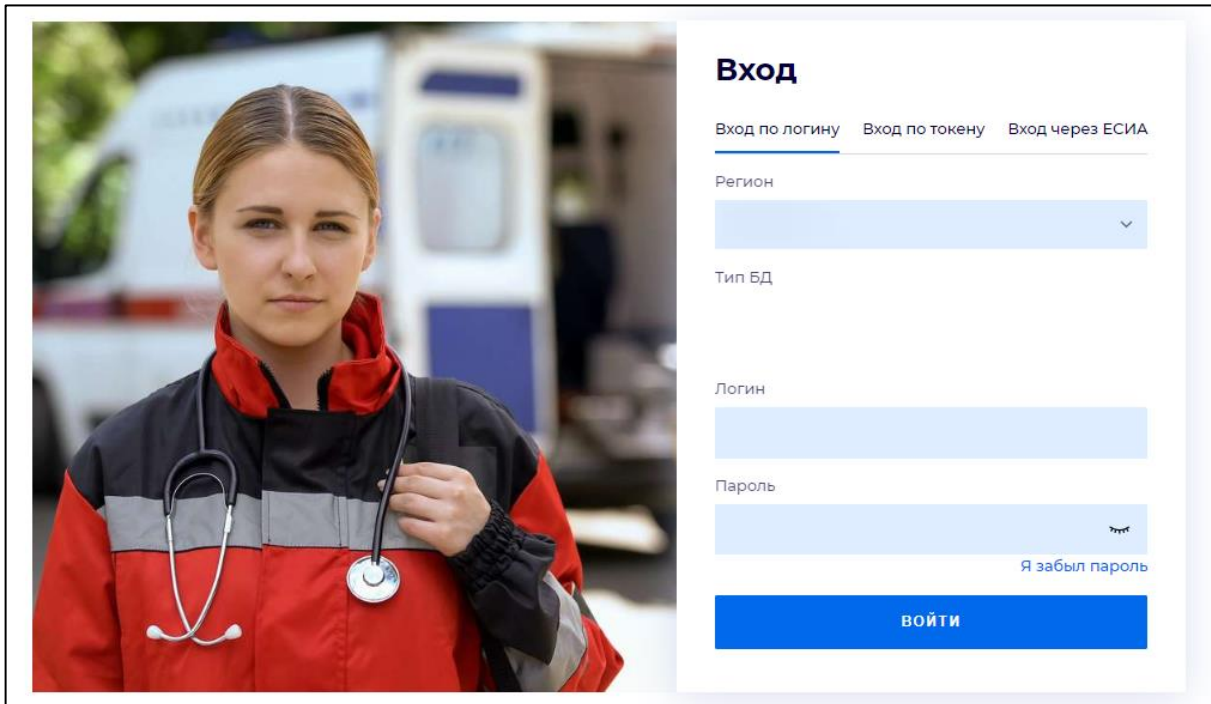 Вход
Вход по логину Вход по токену Вход через ЕСИА
Регион
Тип БД
Логин
Пароль
Я забыл пароль
ВОЙТИ